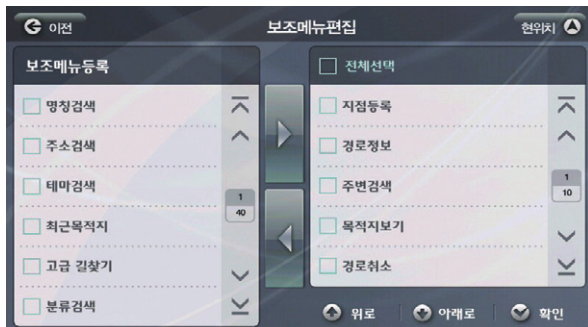 이전
보조메뉴편집
현위치
보조메뉴등록
명칭검색
주소검색
테마검색
최근목적지
고급 길찾기
분류검색
1
40
전체선택
지점등록
경로정보
주변검색
목적지보기
경로취소
1
10
위로
아래로
확인